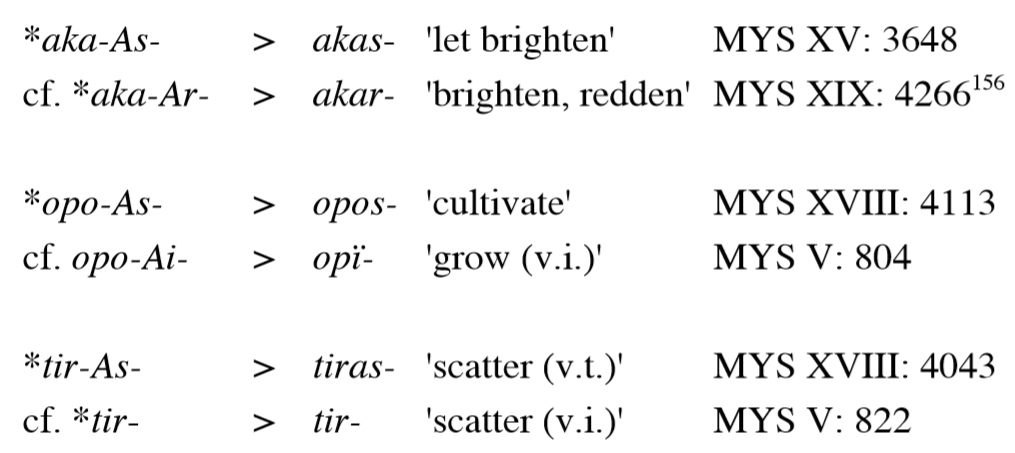 *aka-As- > akas- 'let brighten' MYS XV: 3648
cf. *aka-Ar- > akar- 'brighten, redden' MYS XIX: 4266¹⁵⁶
*opo-As- > opos- 'cultivate' MYS XVIII: 4113
cf. opo-Ai- > opï- 'grow (v.i.)' MYS V: 804
*tir-As- > tiras- 'scatter (v.t.)' MYS XVIII: 4043
cf. *tir- > tir- 'scatter (v.i.)' MYS V: 822